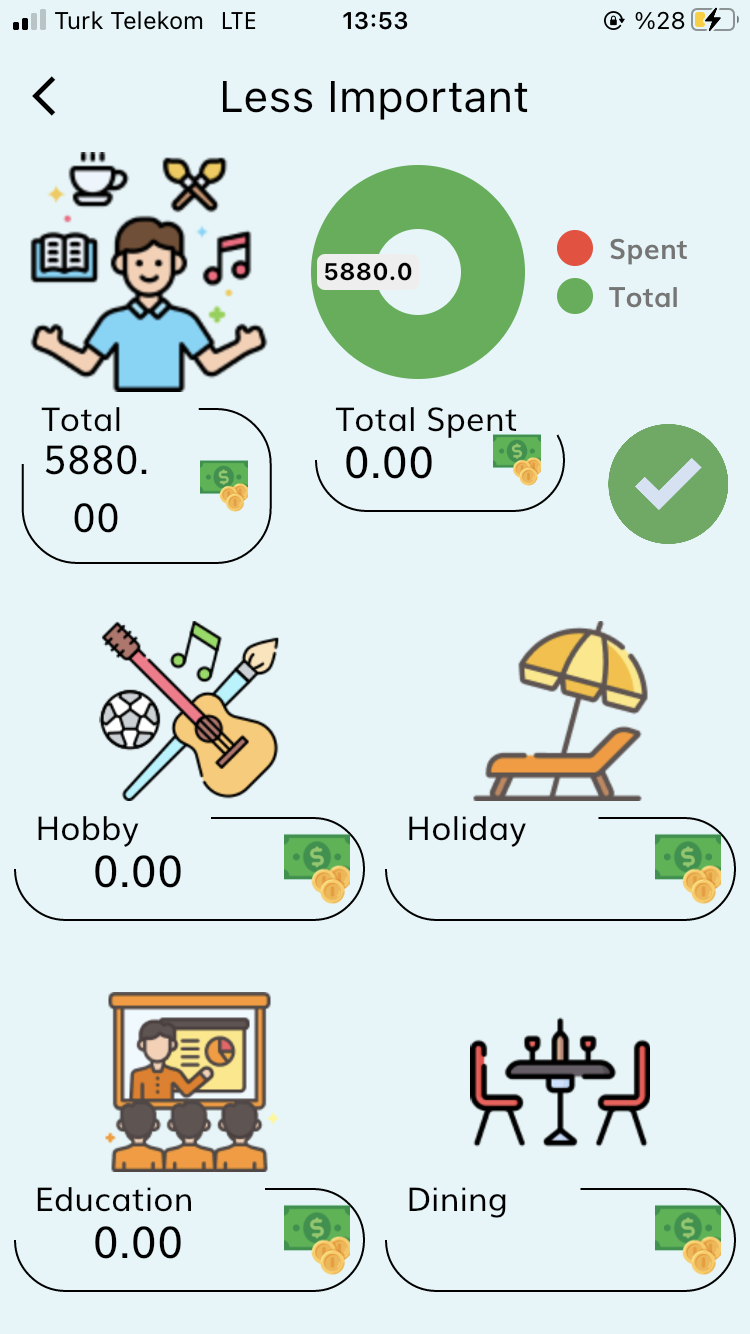 Turk Telekom LTE 13:53 %28
Less Important
5880.0
Spent
Total
Total
5880.
00
Total Spent
0.00
Hobby
0.00
Holiday
Education
0.00
Dining